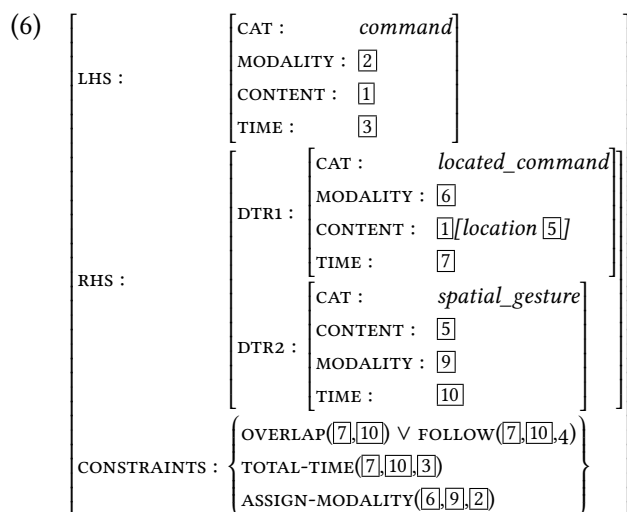 (6)
CAT : command
MODALITY : 2
LHS :
CONTENT : 1
TIME : 3
CAT : located_command
MODALITY : 6
DTR1 :
CONTENT : 1[location 5]
TIME : 7
RHS :
CAT : spatial_gesture
CONTENT : 5
DTR2 :
MODALITY : 9
TIME : 10
OVERLAP(7,10) ∨ FOLLOW(7,10,4)
CONSTRAINTS : TOTAL-TIME(7,10,3)
ASSIGN-MODALITY(6,9,2)